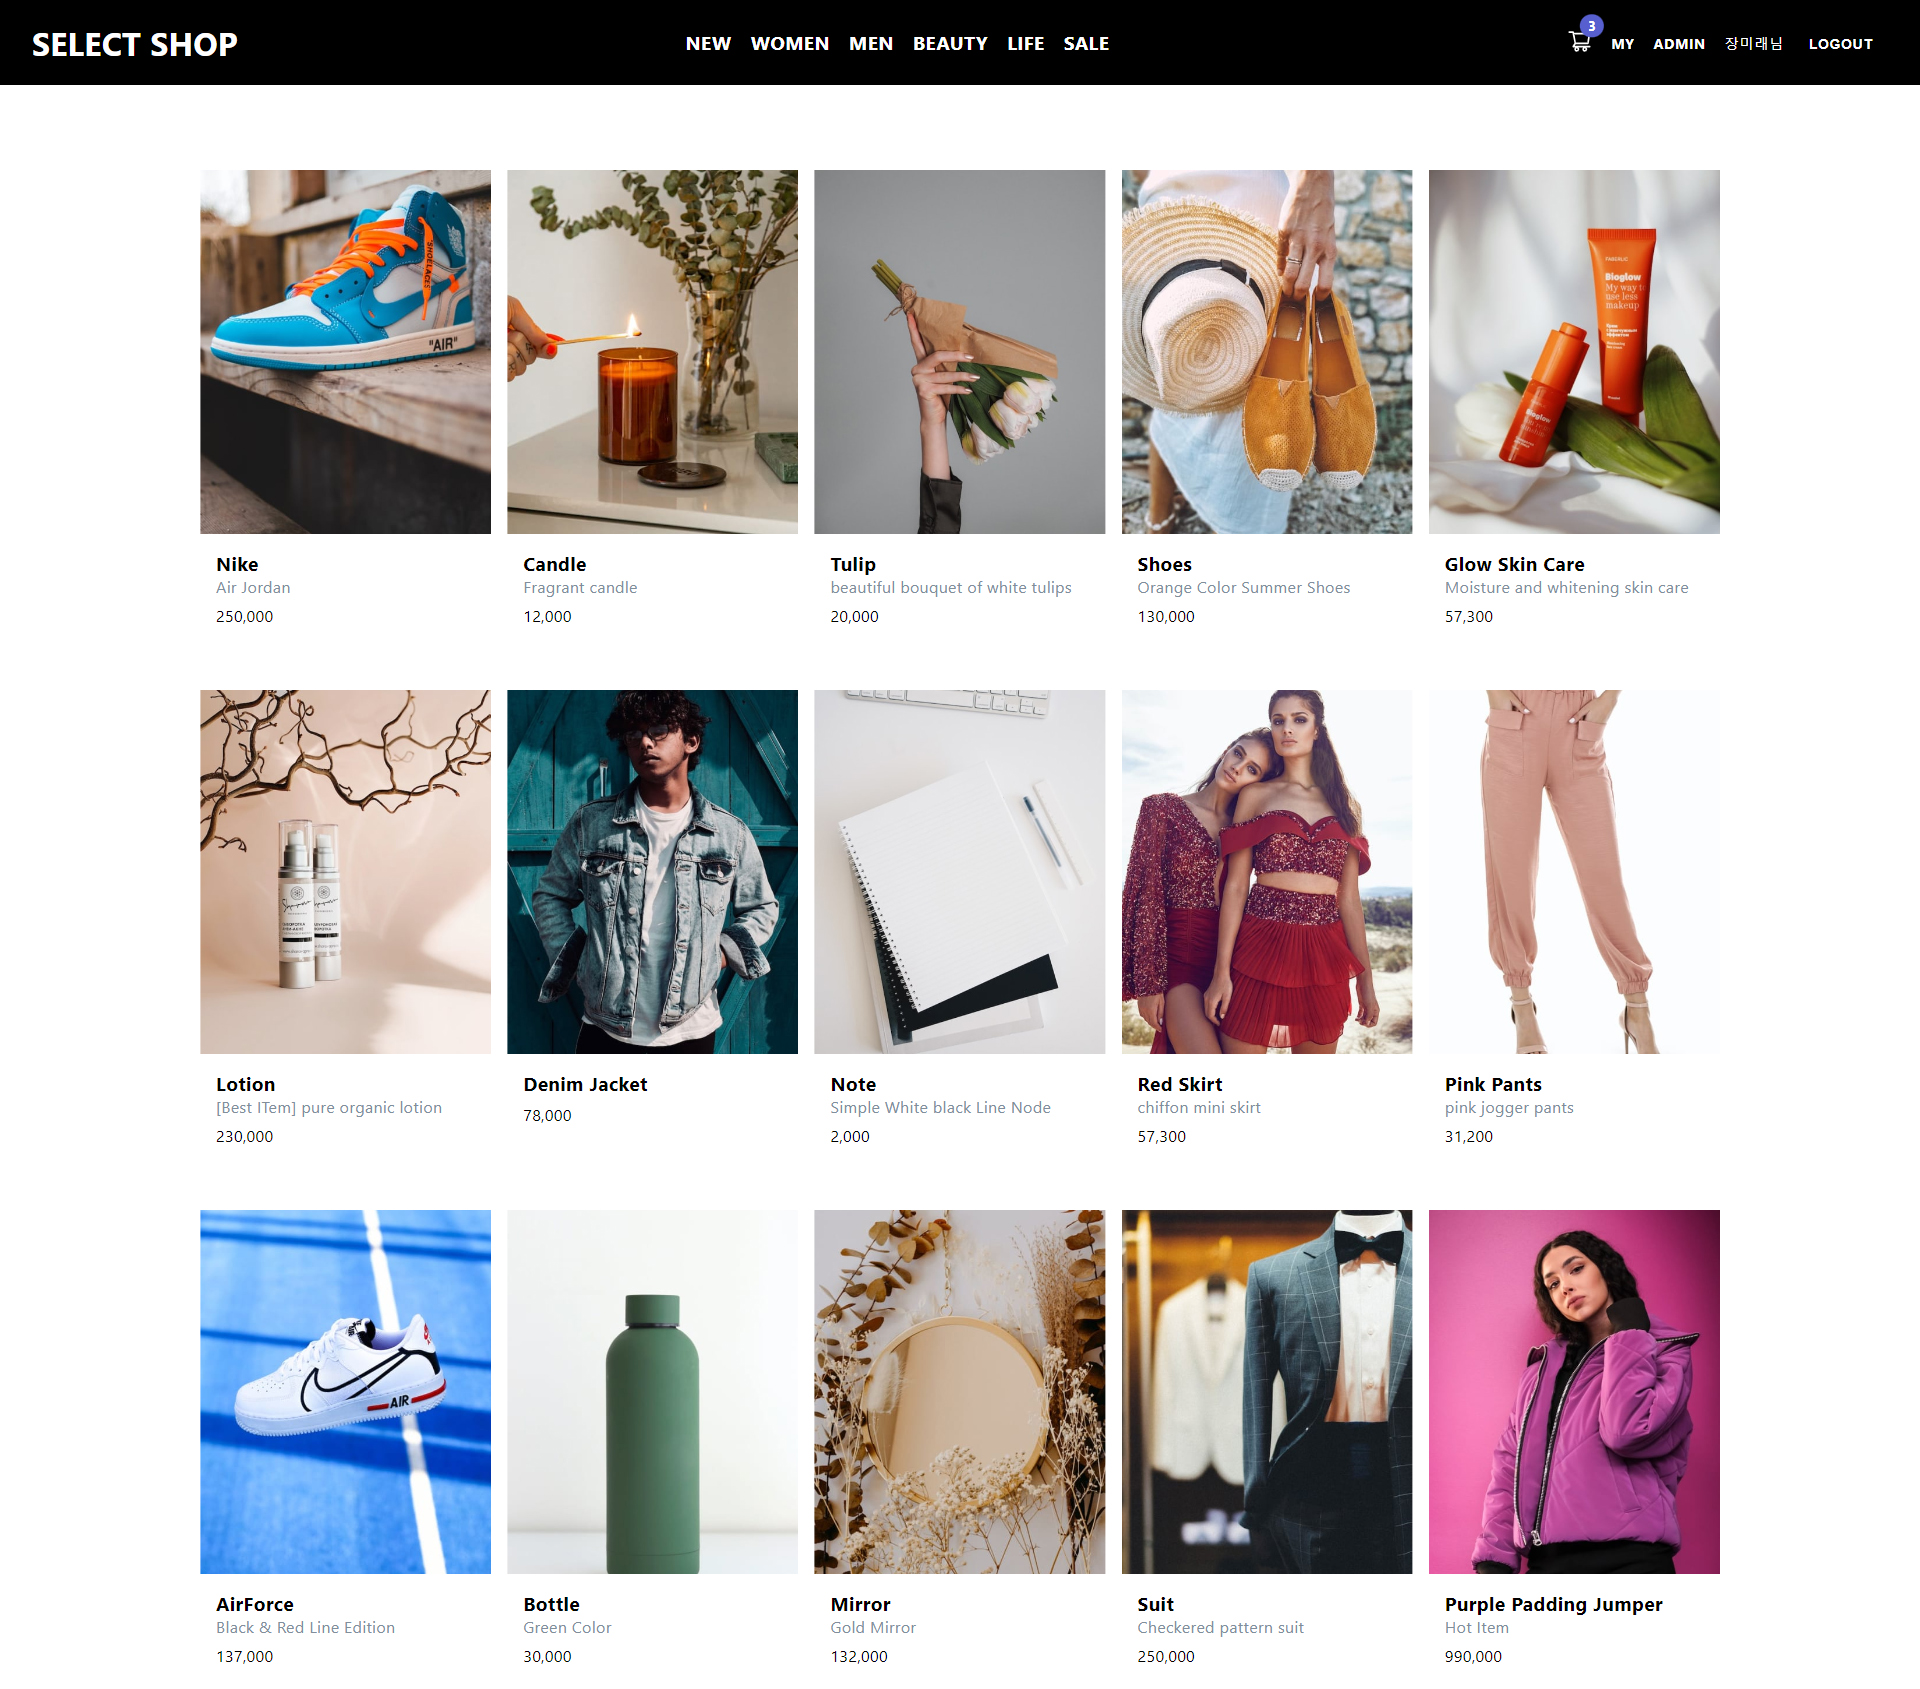 SELECT SHOP
NEW WOMEN MEN BEAUTY LIFE SALE
3
MY ADMIN 장미래님 LOGOUT
SHOELACES
"AIR"
FABERLIC
Bioglow
My way to
use less
makeup
Bioglow
Nike
Air Jordan
250,000
Candle
Fragrant candle
12,000
Tulip
beautiful bouquet of white tulips
20,000
Shoes
Orange Color Summer Shoes
130,000
Glow Skin Care
Moisture and whitening skin care
57,300
Lotion
[Best ITem] pure organic lotion
230,000
Denim Jacket
78,000
Note
Simple White black Line Node
2,000
Red Skirt
chiffon mini skirt
57,300
Pink Pants
pink jogger pants
31,200
AIR
AirForce
Black & Red Line Edition
137,000
Bottle
Green Color
30,000
Mirror
Gold Mirror
132,000
Suit
Checkered pattern suit
250,000
Purple Padding Jumper
Hot Item
990,000